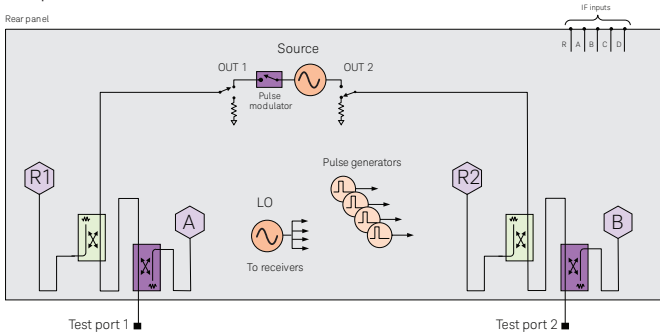 IF inputs
Rear panel
R A B C D
Source
OUT 1
OUT 2
Pulse
modulator
Pulse generators
R1
A
LO
R2
B
To receivers
Test port 1
Test port 2